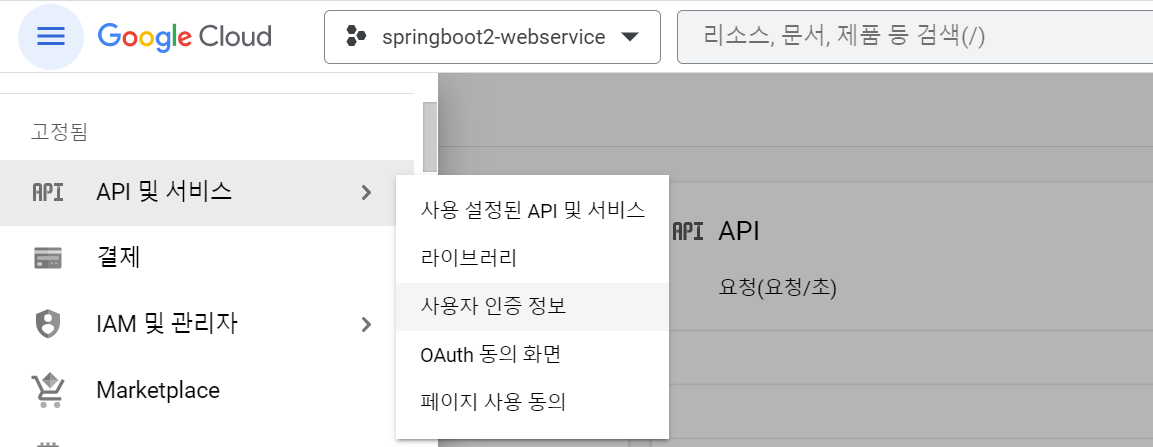 Google Cloud
springboot2-webservice
리소스, 문서, 제품 등 검색(/)
고정됨
API
API 및 서비스
결제
IAM 및 관리자
Marketplace
사용 설정된 API 및 서비스
라이브러리
사용자 인증 정보
OAuth 동의 화면
페이지 사용 동의
API
API
요청(요청/초)